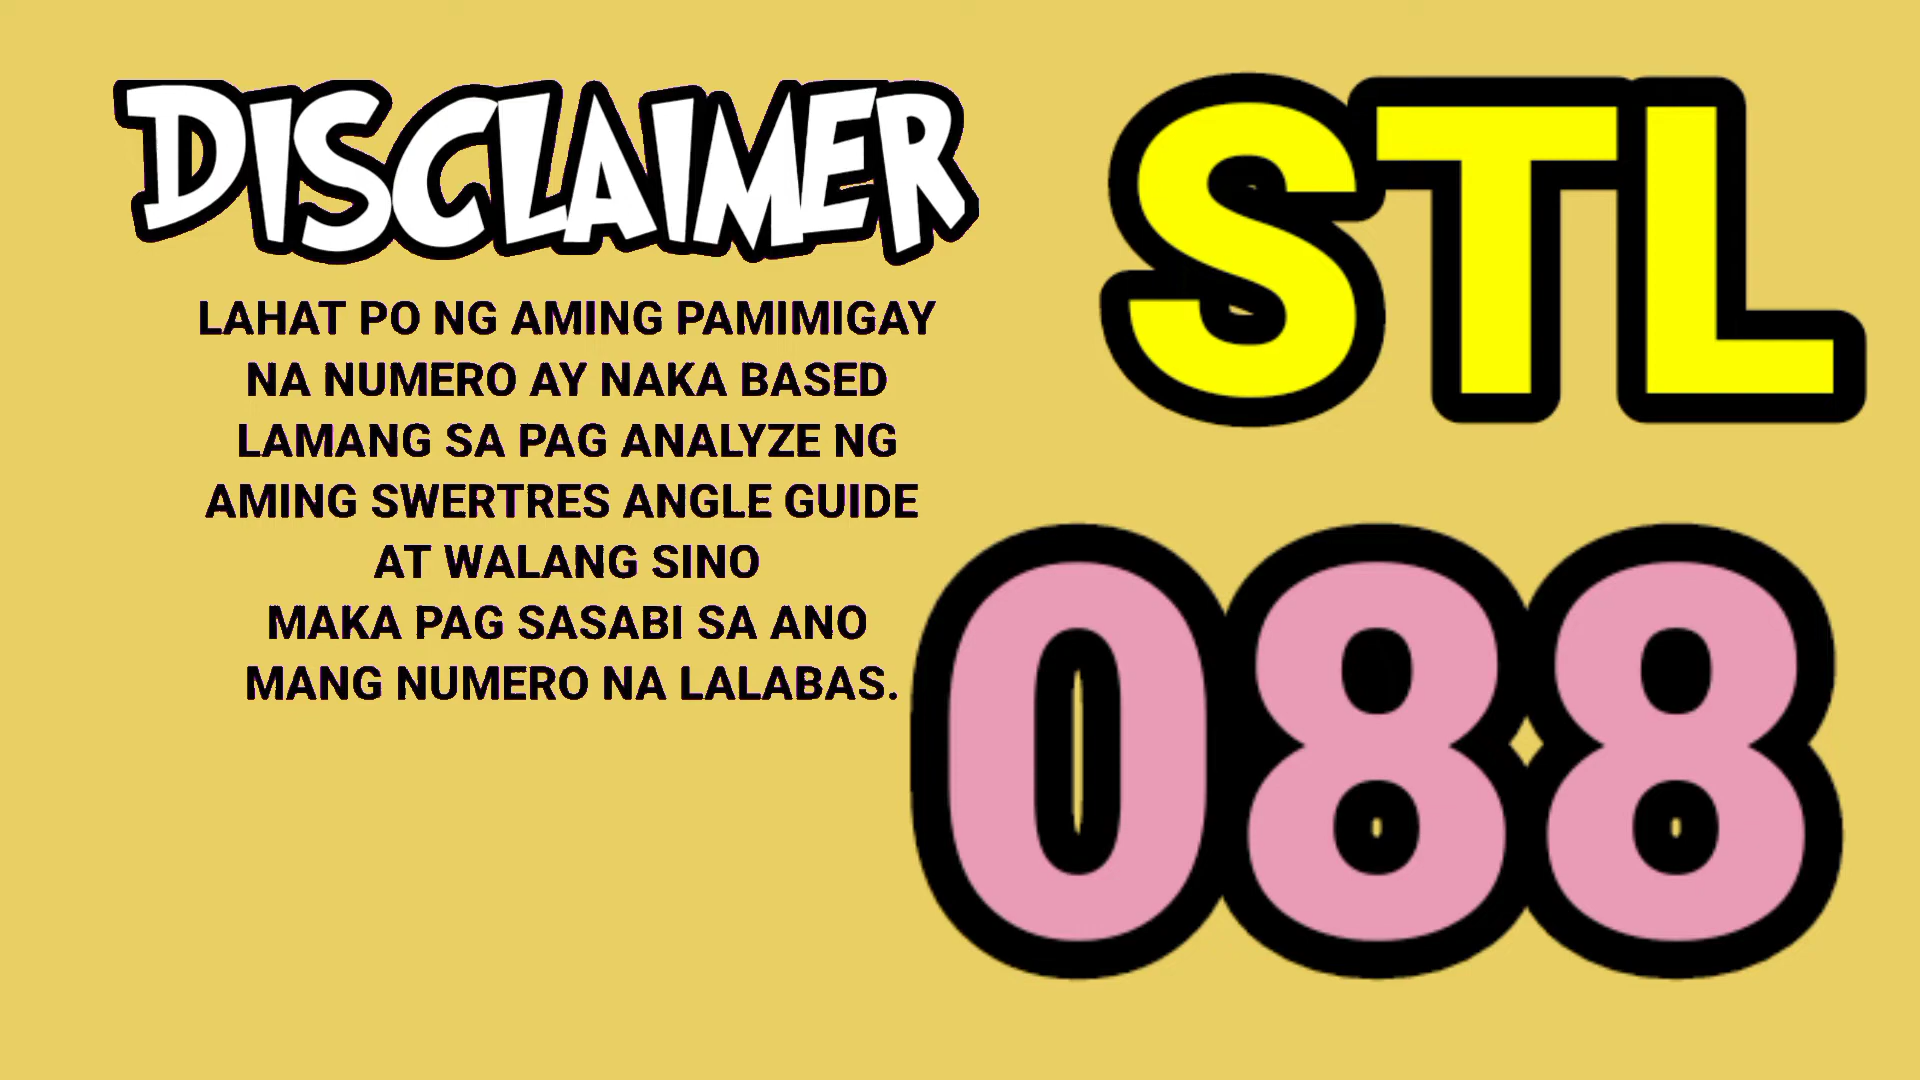 DISCLAIMER
LAHAT PO NG AMING PAMIMIGAY
NA NUMERO AY NAKA BASED
LAMANG SA PAG ANALYZE NG
AMING SWERTRES ANGLE GUIDE
AT WALANG SINO
MAKA PAG SASABI SA ANO
MANG NUMERO NA LALABAS.
STL
088